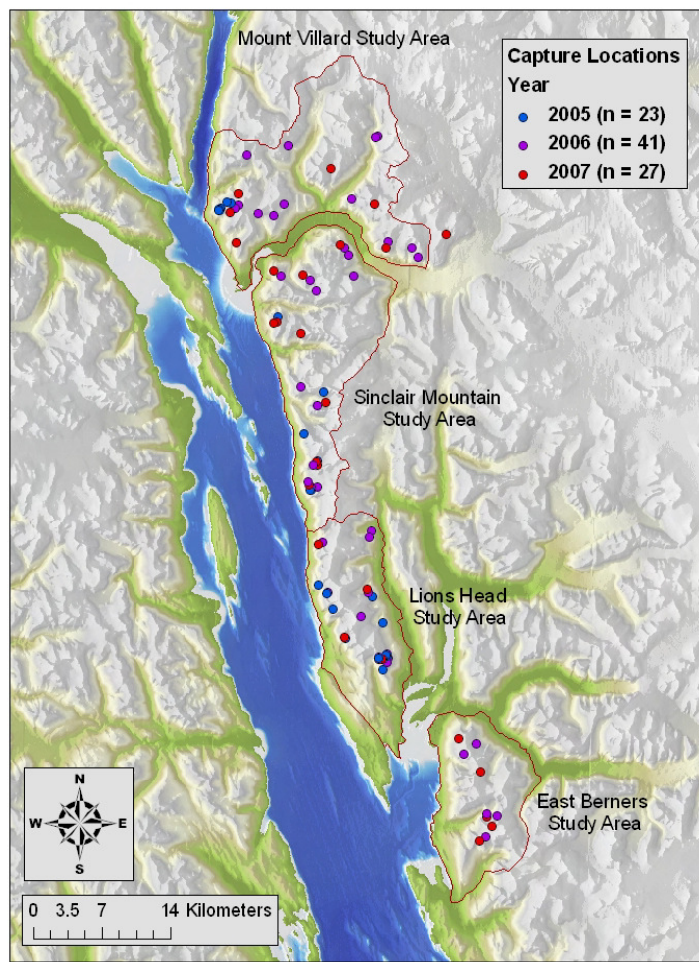 Mount Villard Study Area
Capture Locations
Year
2005 (n = 23)
2006 (n = 41)
2007 (n = 27)
Sinclair Mountain
Study Area
Lions Head
Study Area
East Berners
Study Area
N
W E
S
0 3.5 7 14 Kilometers